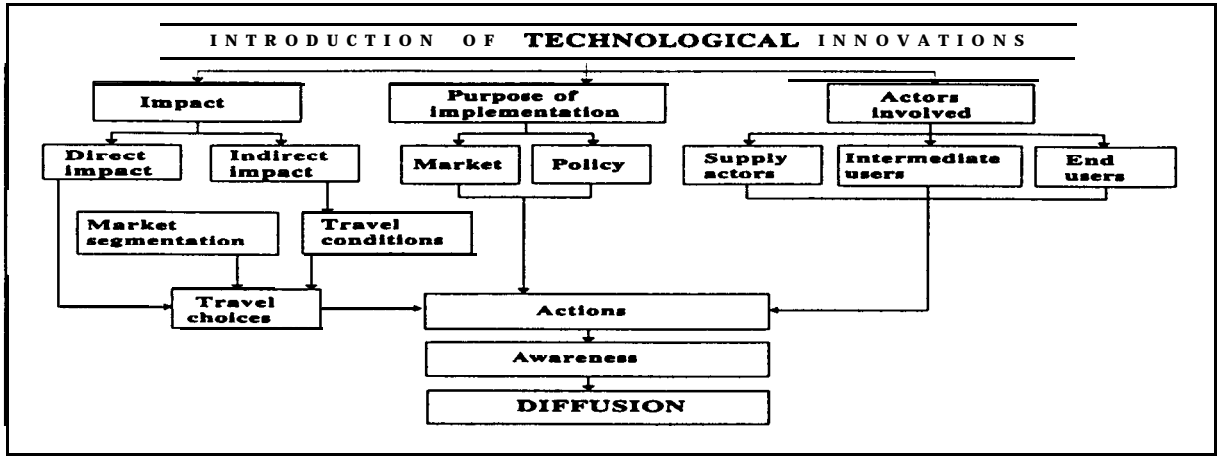 INTRODUCTION OF TECHNOLOGICAL INNOVATIONS
Impact
Purpose of
implementation
Actors
involved
Direct
impact
Indirect
impact
Market
Policy
Supply
actors
Intermediate
users
End
users
Market
segmentation
Travel
conditions
Travel
choices
Actions
Awareness
DIFFUSION